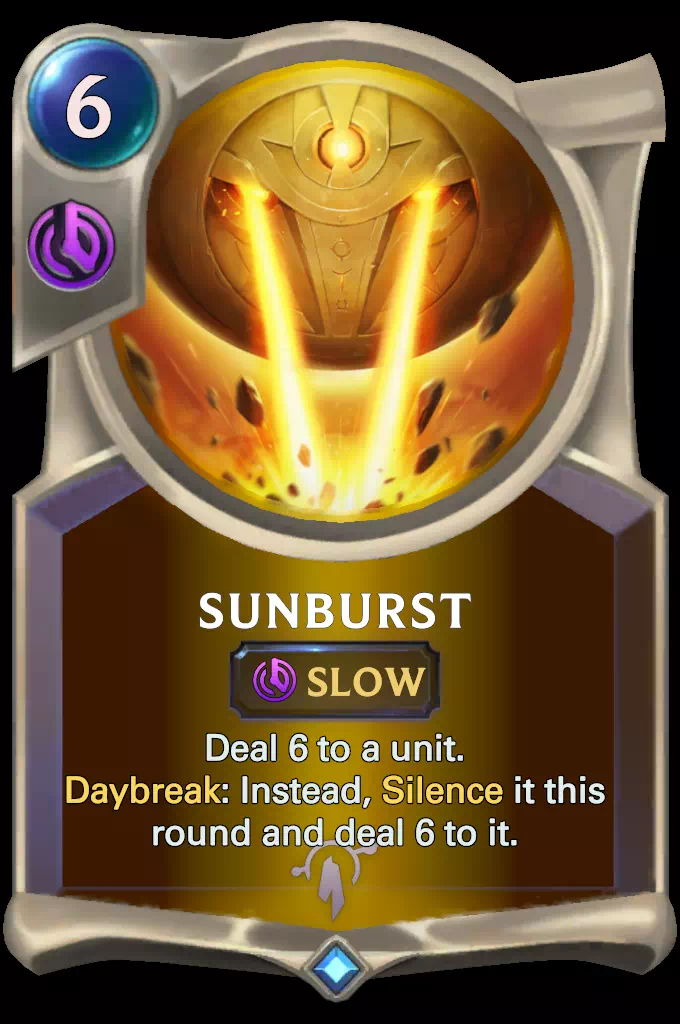 6
SUNBURST
SLOW
Deal 6 to a unit.
Daybreak: Instead, Silence it this
round and deal 6 to it.